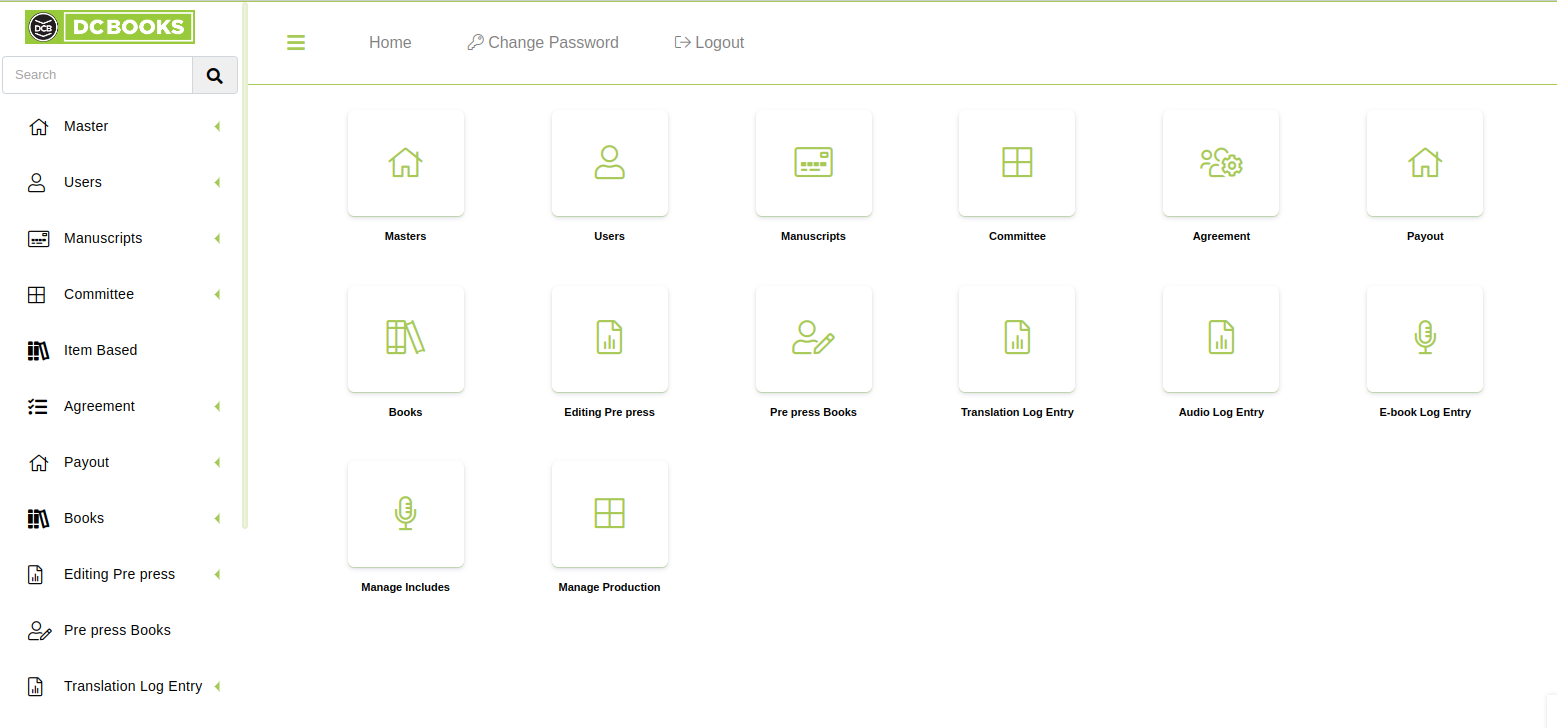 DCB DC BOOKS
Search
Master
Users
Manuscripts
Committee
Item Based
Agreement
Payout
Books
Editing Pre press
Pre press Books
Translation Log Entry
Home Change Password Logout
Masters Users Manuscripts Committee Agreement Payout
Books Editing Pre press Pre press Books Translation Log Entry Audio Log Entry E-book Log Entry
Manage Includes Manage Production